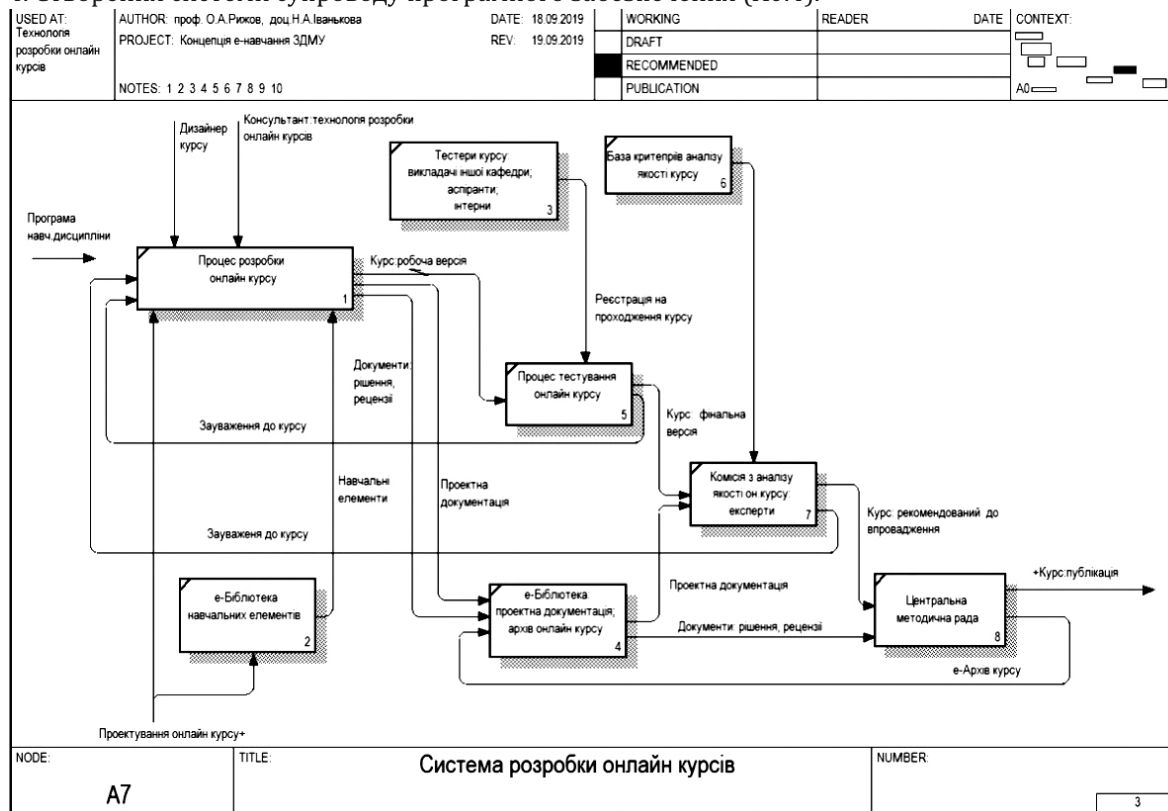 USED AT:
Технологія
розробки онлайн
курсів
AUTHOR: проф. О.А.Рижов, доц.Н.А.Іванькова
DATE: 18.09.2019
PROJECT: Концепція е-навчання ЗДМУ
REV: 19.09.2019
NOTES: 1 2 3 4 5 6 7 8 9 10
WORKING
DRAFT
RECOMMENDED
PUBLICATION
READER
DATE
CONTEXT:
A0
Дизайнер
курсу
Консультант:технологія розробки
онлайн курсів
Тестери курсу
викладачі іншої кафедри;
аспіранти;
інтерни
3
База критеріїв аналізу
якості курсу
6
Програма
навч.дисципліни
Процес розробки
онлайн курсу
1
Курс:робоча версія
Реєстрація на
проходження курсу
Документи:
рішення,
рецензії
Процес тестування
онлайн курсу
5
Курс: фінальна
версія
Зауваження до курсу
Навчальні
елементи
Проектна
документація
Комісія з аналізу
якості он курсу:
експерти
7
Курс: рекомендований до
впровадження
Зауваженя до курсу
е-Бібліотека
навчальних елементів
2
е-Бібліотека:
проектна документація;
архів онлайн курсу
4
Проектна документація
Документи: рішення, рецензії
Центральна
методична рада
8
+Курс:публікація
е-Архів курсу
Проектування онлайн курсу+
NODE:
A7
TITLE:
Система розробки онлайн курсів
NUMBER:
3